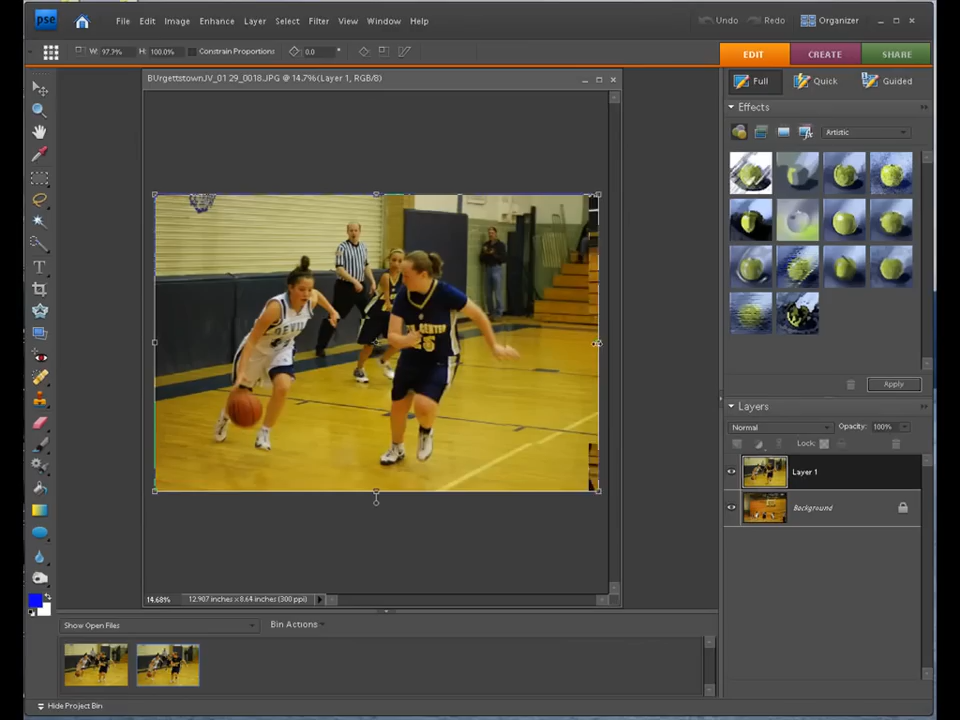 pse File Edit Image Enhance Layer Select Filter View Window Help Undo Redo Organizer
W: 97.7% H: 100.0% Constrain Proportions 0.0 ° EDIT CREATE SHARE
BUrgettstownJV_01 29_0018.JPG @ 14.7%(Layer 1, RGB/8)
Full Quick Guided
Effects
Artistic
DEVIL
CENTER
25
Apply
Layers
Normal Opacity: 100%
Lock:
Layer 1
Background
14.68% 12.907 inches x 8.64 inches (300 ppi)
Show Open Files Bin Actions
Hide Project Bin